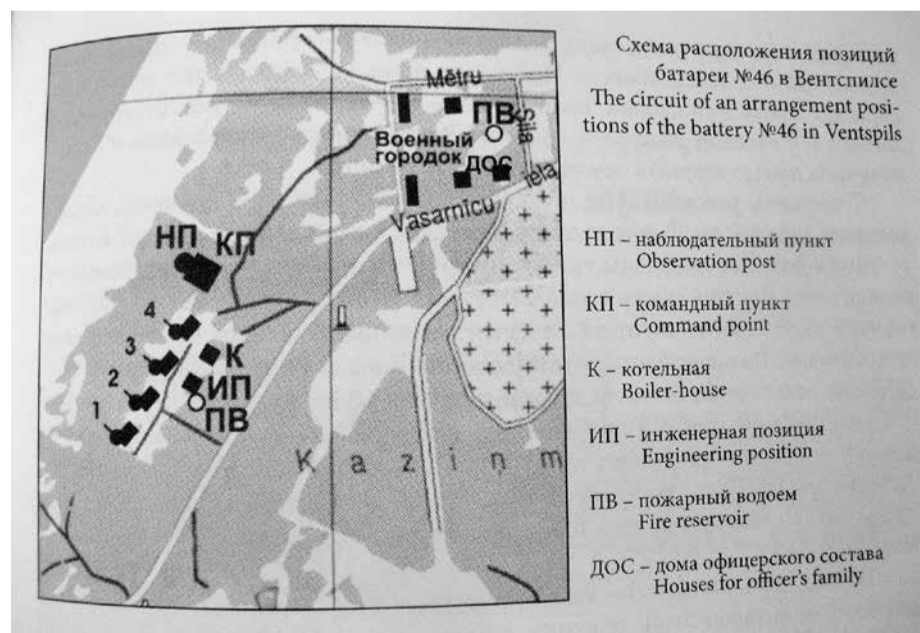 Схема расположения позиций
батареи №46 в Вентспилсе
The circuit of an arrangement posi-
tions of the battery №46 in Ventspils
НП – наблюдательный пункт
Observation post
КП – командный пункт
Command point
К – котельная
Boiler-house
ИП – инженерная позиция
Engineering position
ПВ – пожарный водоем
Fire reservoir
ДОС – дома офицерского состава
Houses for officer's family
Mētru
ПВ
Sila
Военный
городок
ДОС
iela
Vasarnīcu
НП КП
4
3
К
2
ИП
1
ПВ
Kaziņm